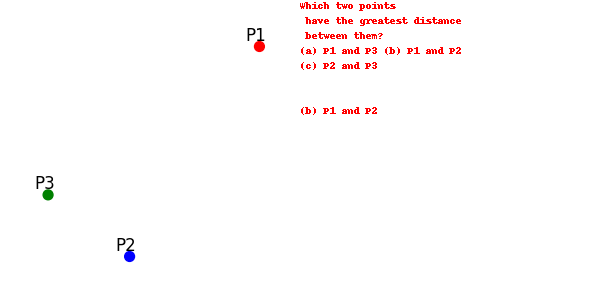 Which two points
have the greatest distance
between them?
(a) P1 and P3 (b) P1 and P2
(c) P2 and P3
(b) P1 and P2
P1
P3
P2